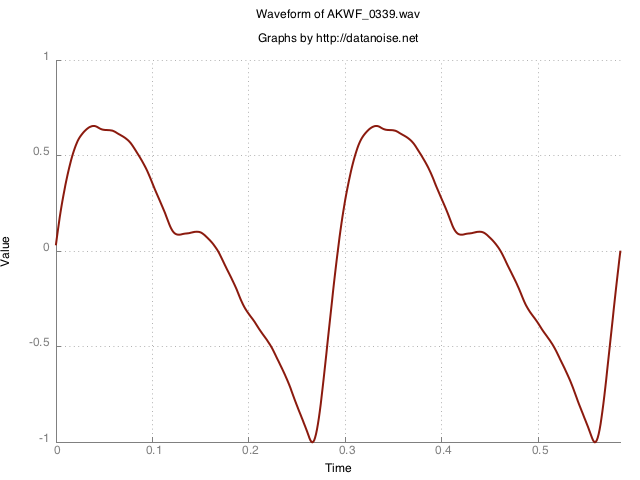 Waveform of AKWF_0339.wav
Graphs by http://datanoise.net
1
0.5
0
-0.5
-1
Value
0 0.1 0.2 0.3 0.4 0.5
Time